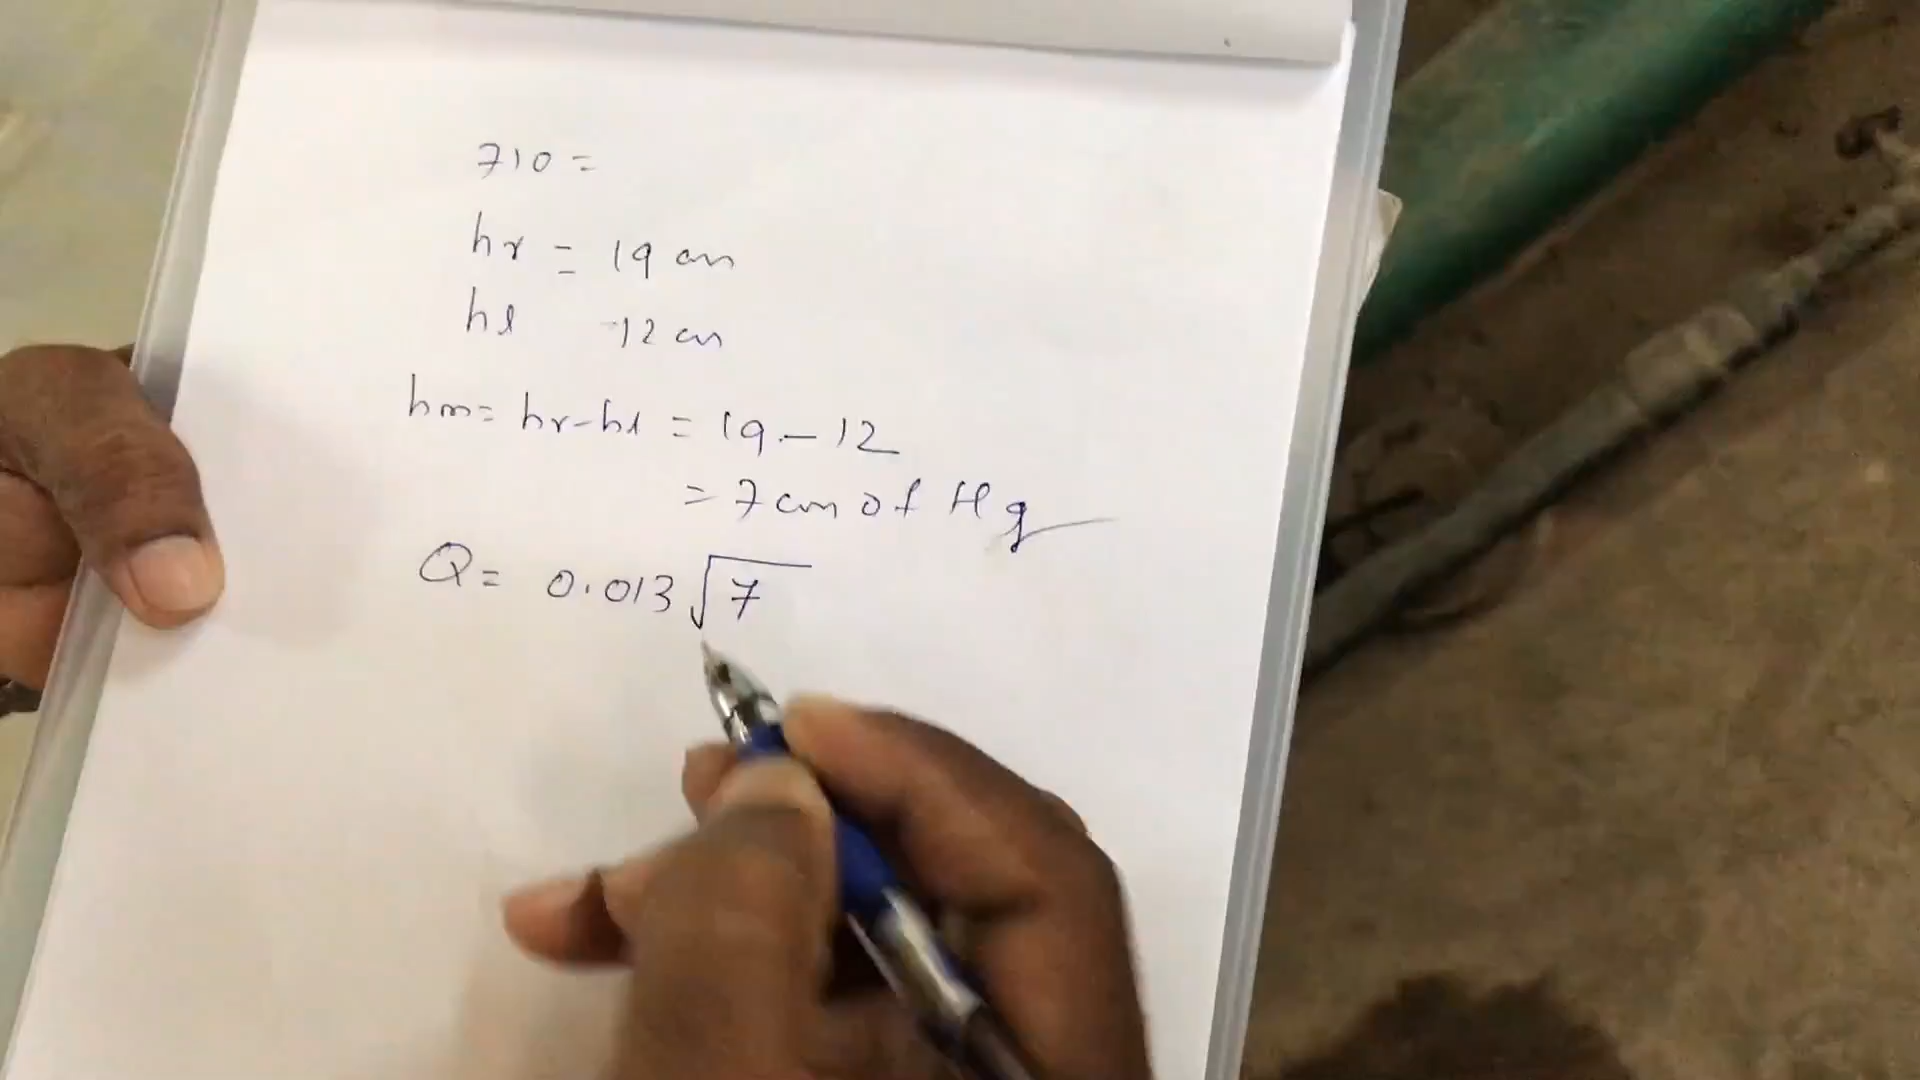 710 =
hr = 19 cm
hl 12 cm
hm = hr-hl = 19 - 12
= 7 cm of Hg
Q = 0.013 √7